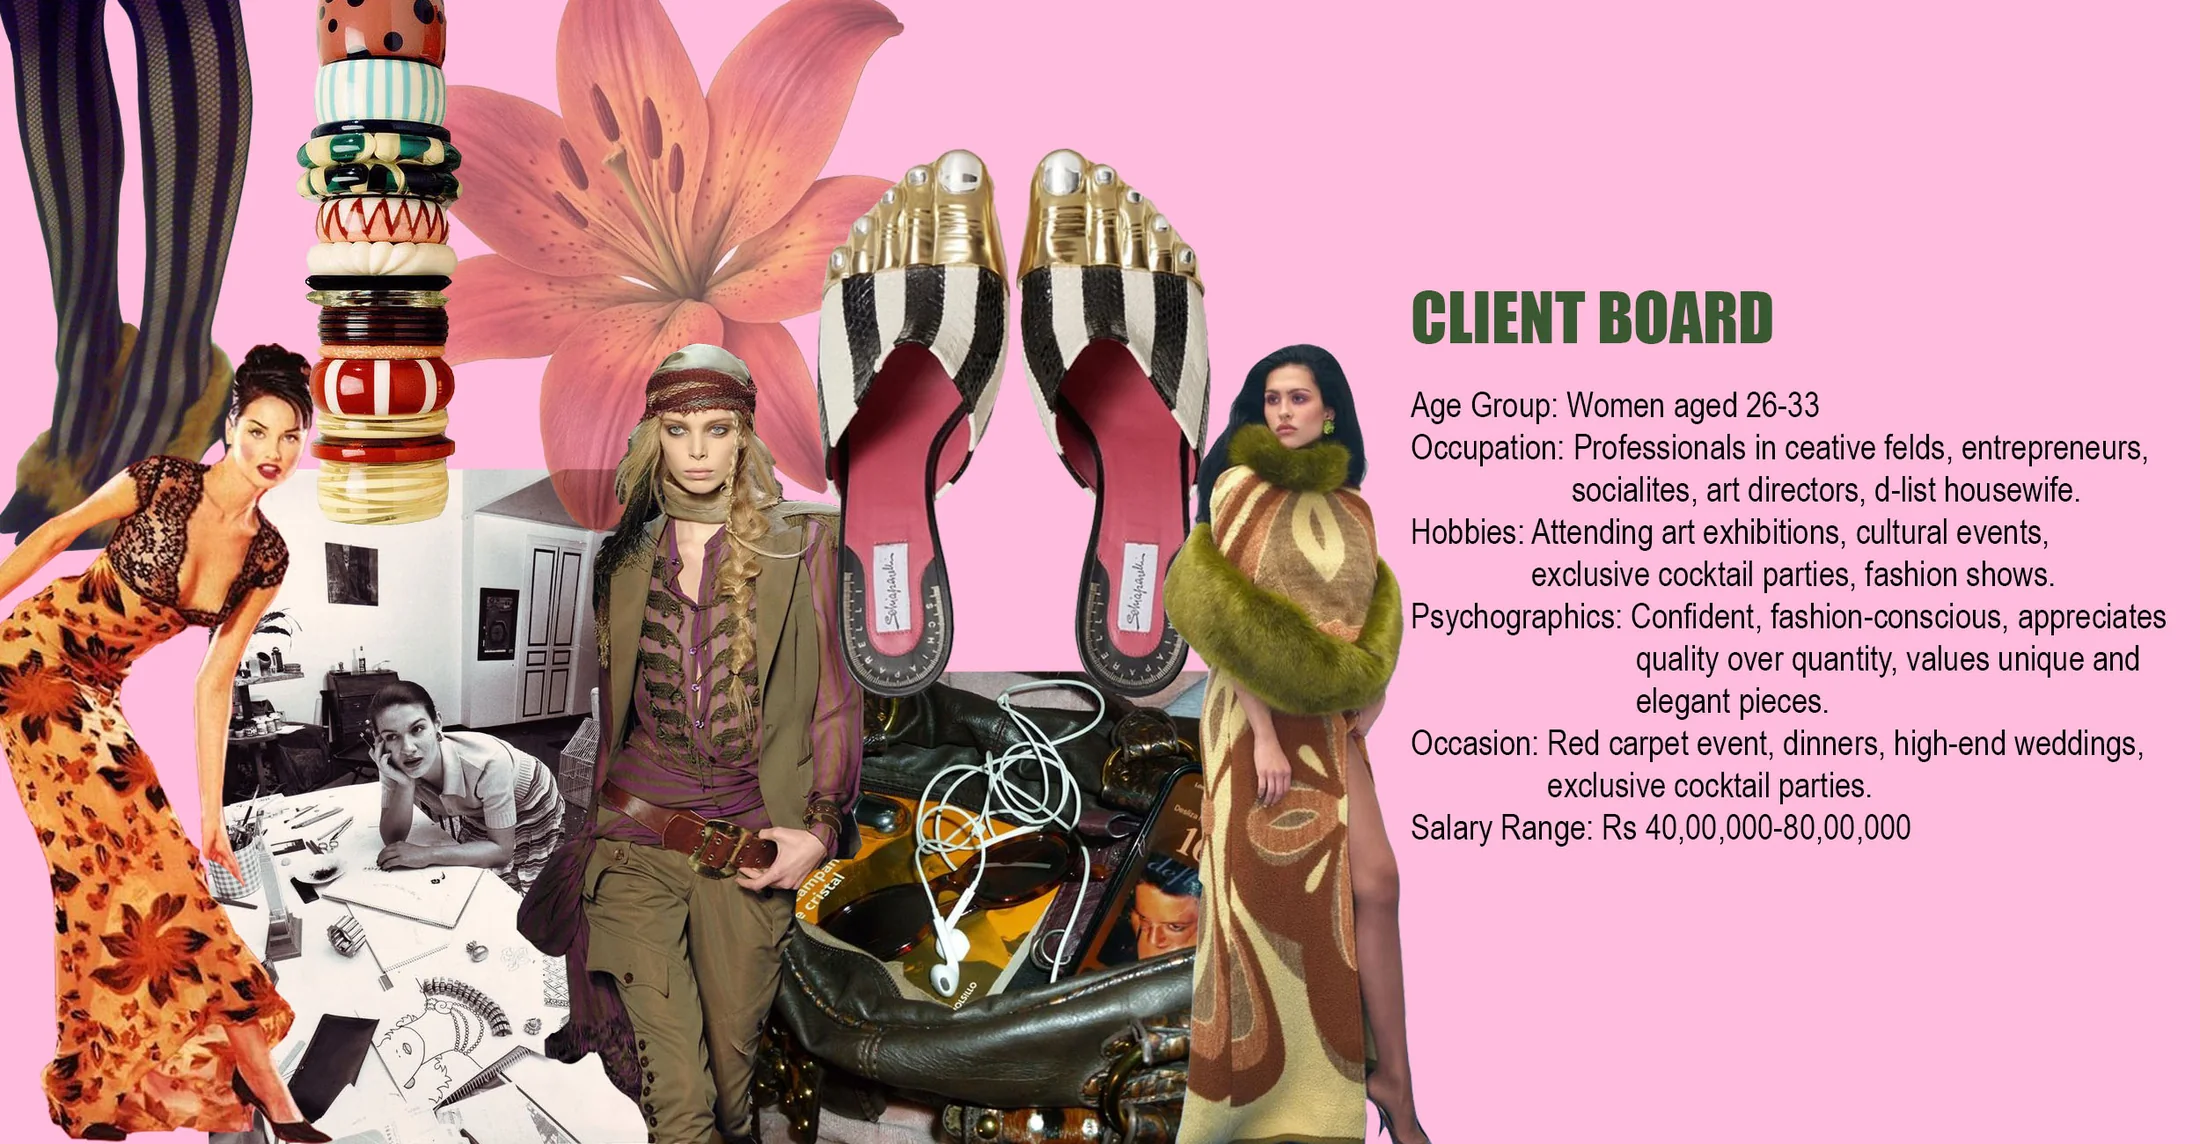 CLIENT BOARD
Age Group: Women aged 26-33
Occupation: Professionals in ceative felds, entrepreneurs,
socialites, art directors, d-list housewife.
Hobbies: Attending art exhibitions, cultural events,
exclusive cocktail parties, fashion shows.
Psychographics: Confident, fashion-conscious, appreciates
quality over quantity, values unique and
elegant pieces.
Occasion: Red carpet event, dinners, high-end weddings,
exclusive cocktail parties.
Salary Range: Rs 40,00,000-80,00,000
Schiaparelli
Schiaparelli
cristal